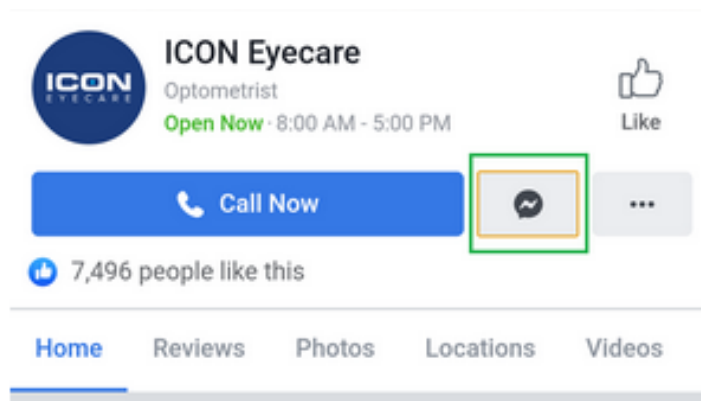 ICON Eyecare
ICON
EYECARE
Optometrist
Open Now · 8:00 AM - 5:00 PM
Like
Call Now
7,496 people like this
Home Reviews Photos Locations Videos